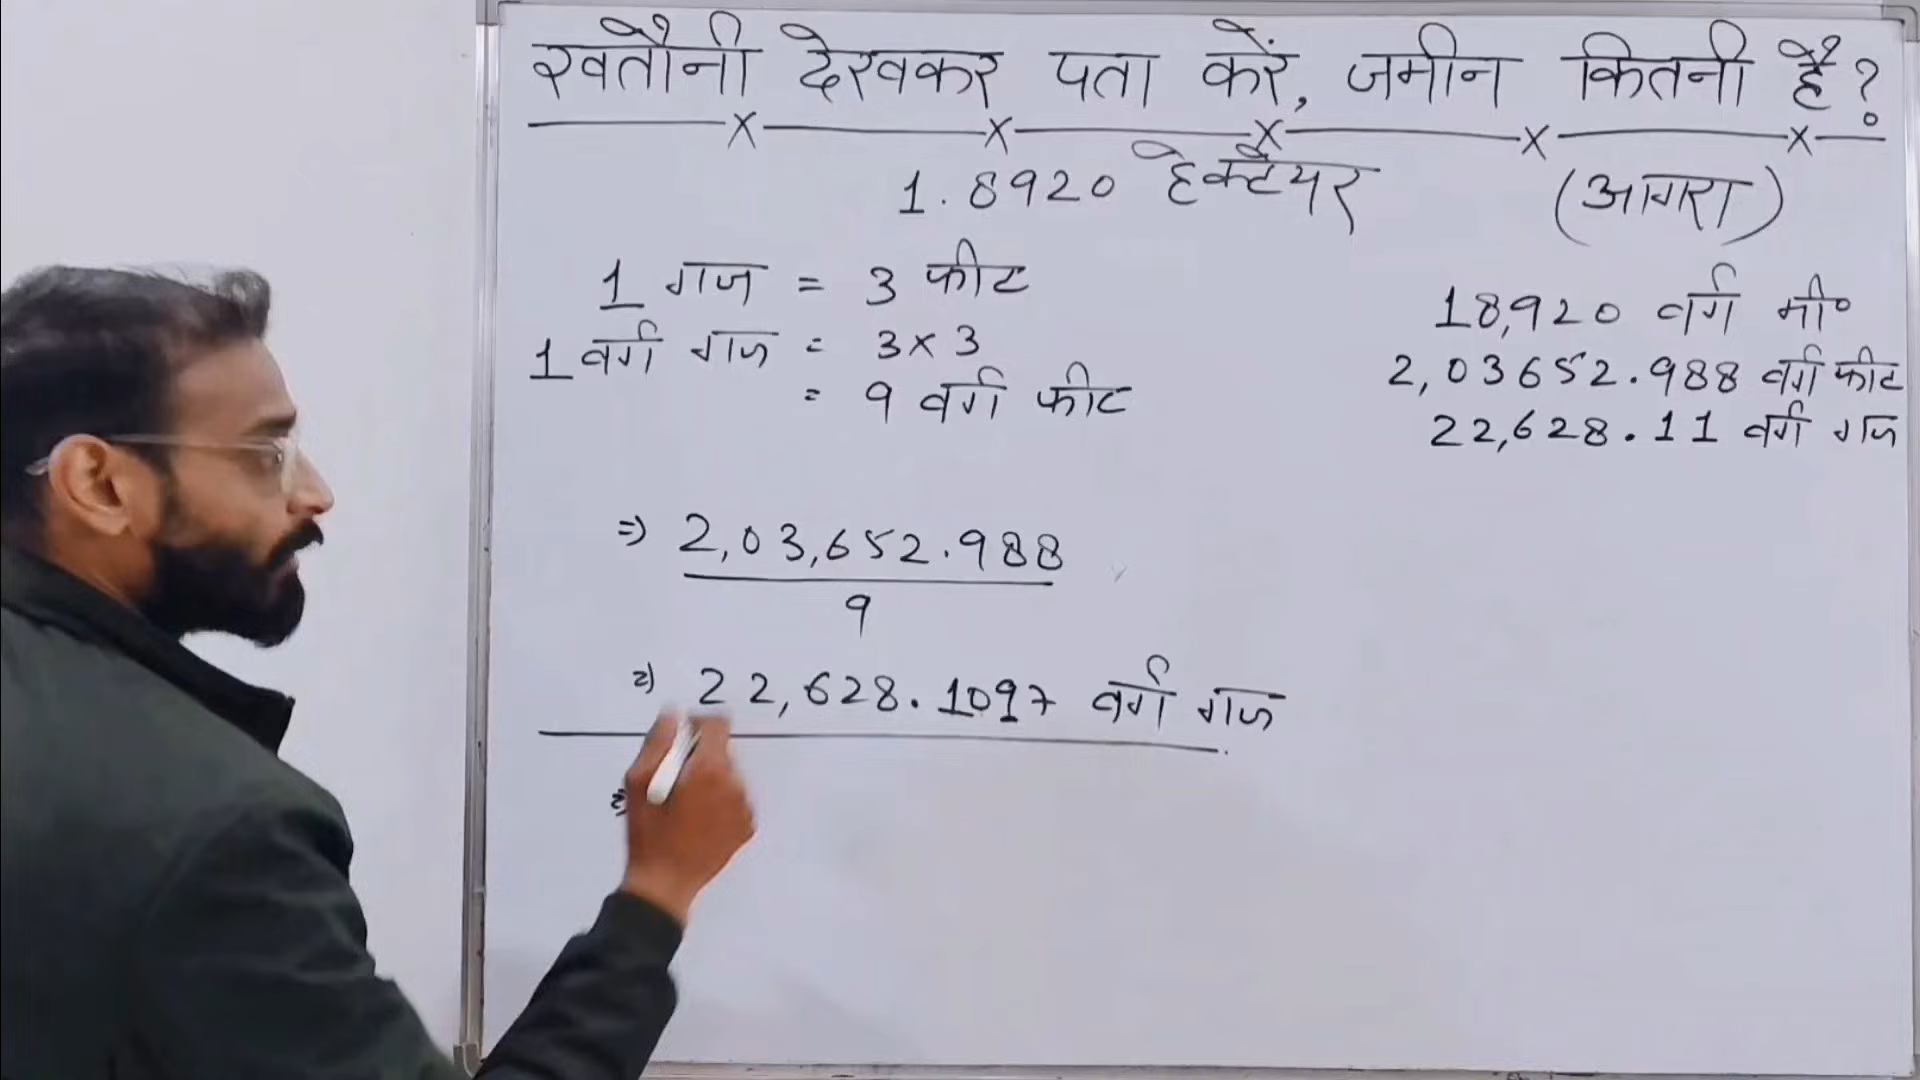 खतौनी देखकर पता करें, जमीन कितनी है?
1.8920 हेक्टेयर
(आगरा)
1 गज = 3 फीट
1 वर्ग गज = 3×3
= 9 वर्ग फीट
18,920 वर्ग मी०
2,03652.988 वर्ग फीट
22,628.11 वर्ग गज
⇒ 2,03,652.988
9
⇒ 22,628.1097 वर्ग गज